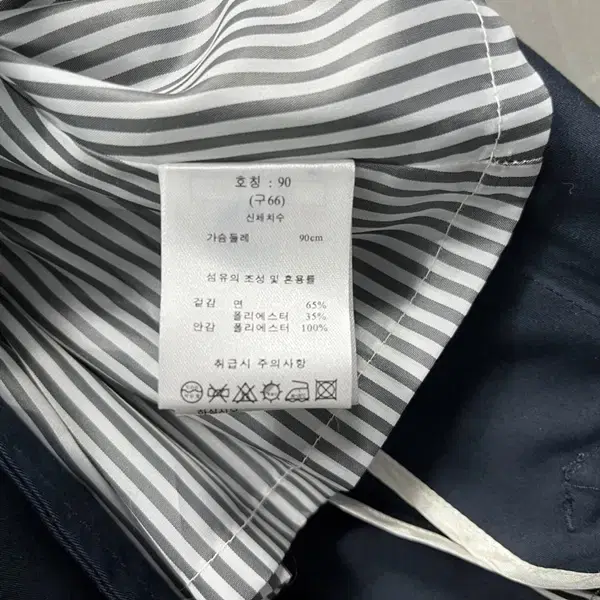 호칭 : 90
(구66)
신체치수
가슴둘레 90cm
섬유의 조성 및 혼용률
겉감 면 65%
폴리에스터 35%
안감 폴리에스터 100%
취급시 주의사항